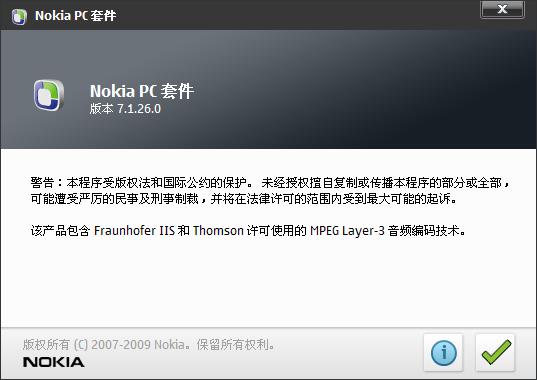 Nokia PC 套件
Nokia PC 套件
版本 7.1.26.0
警告：本程序受版权法和国际公约的保护。 未经授权擅自复制或传播本程序的部分或全部，
可能遭受严厉的民事及刑事制裁，并将在法律许可的范围内受到最大可能的起诉。
该产品包含 Fraunhofer IIS 和 Thomson 许可使用的 MPEG Layer-3 音频编码技术。
版权所有 (C) 2007-2009 Nokia。保留所有权利。
NOKIA